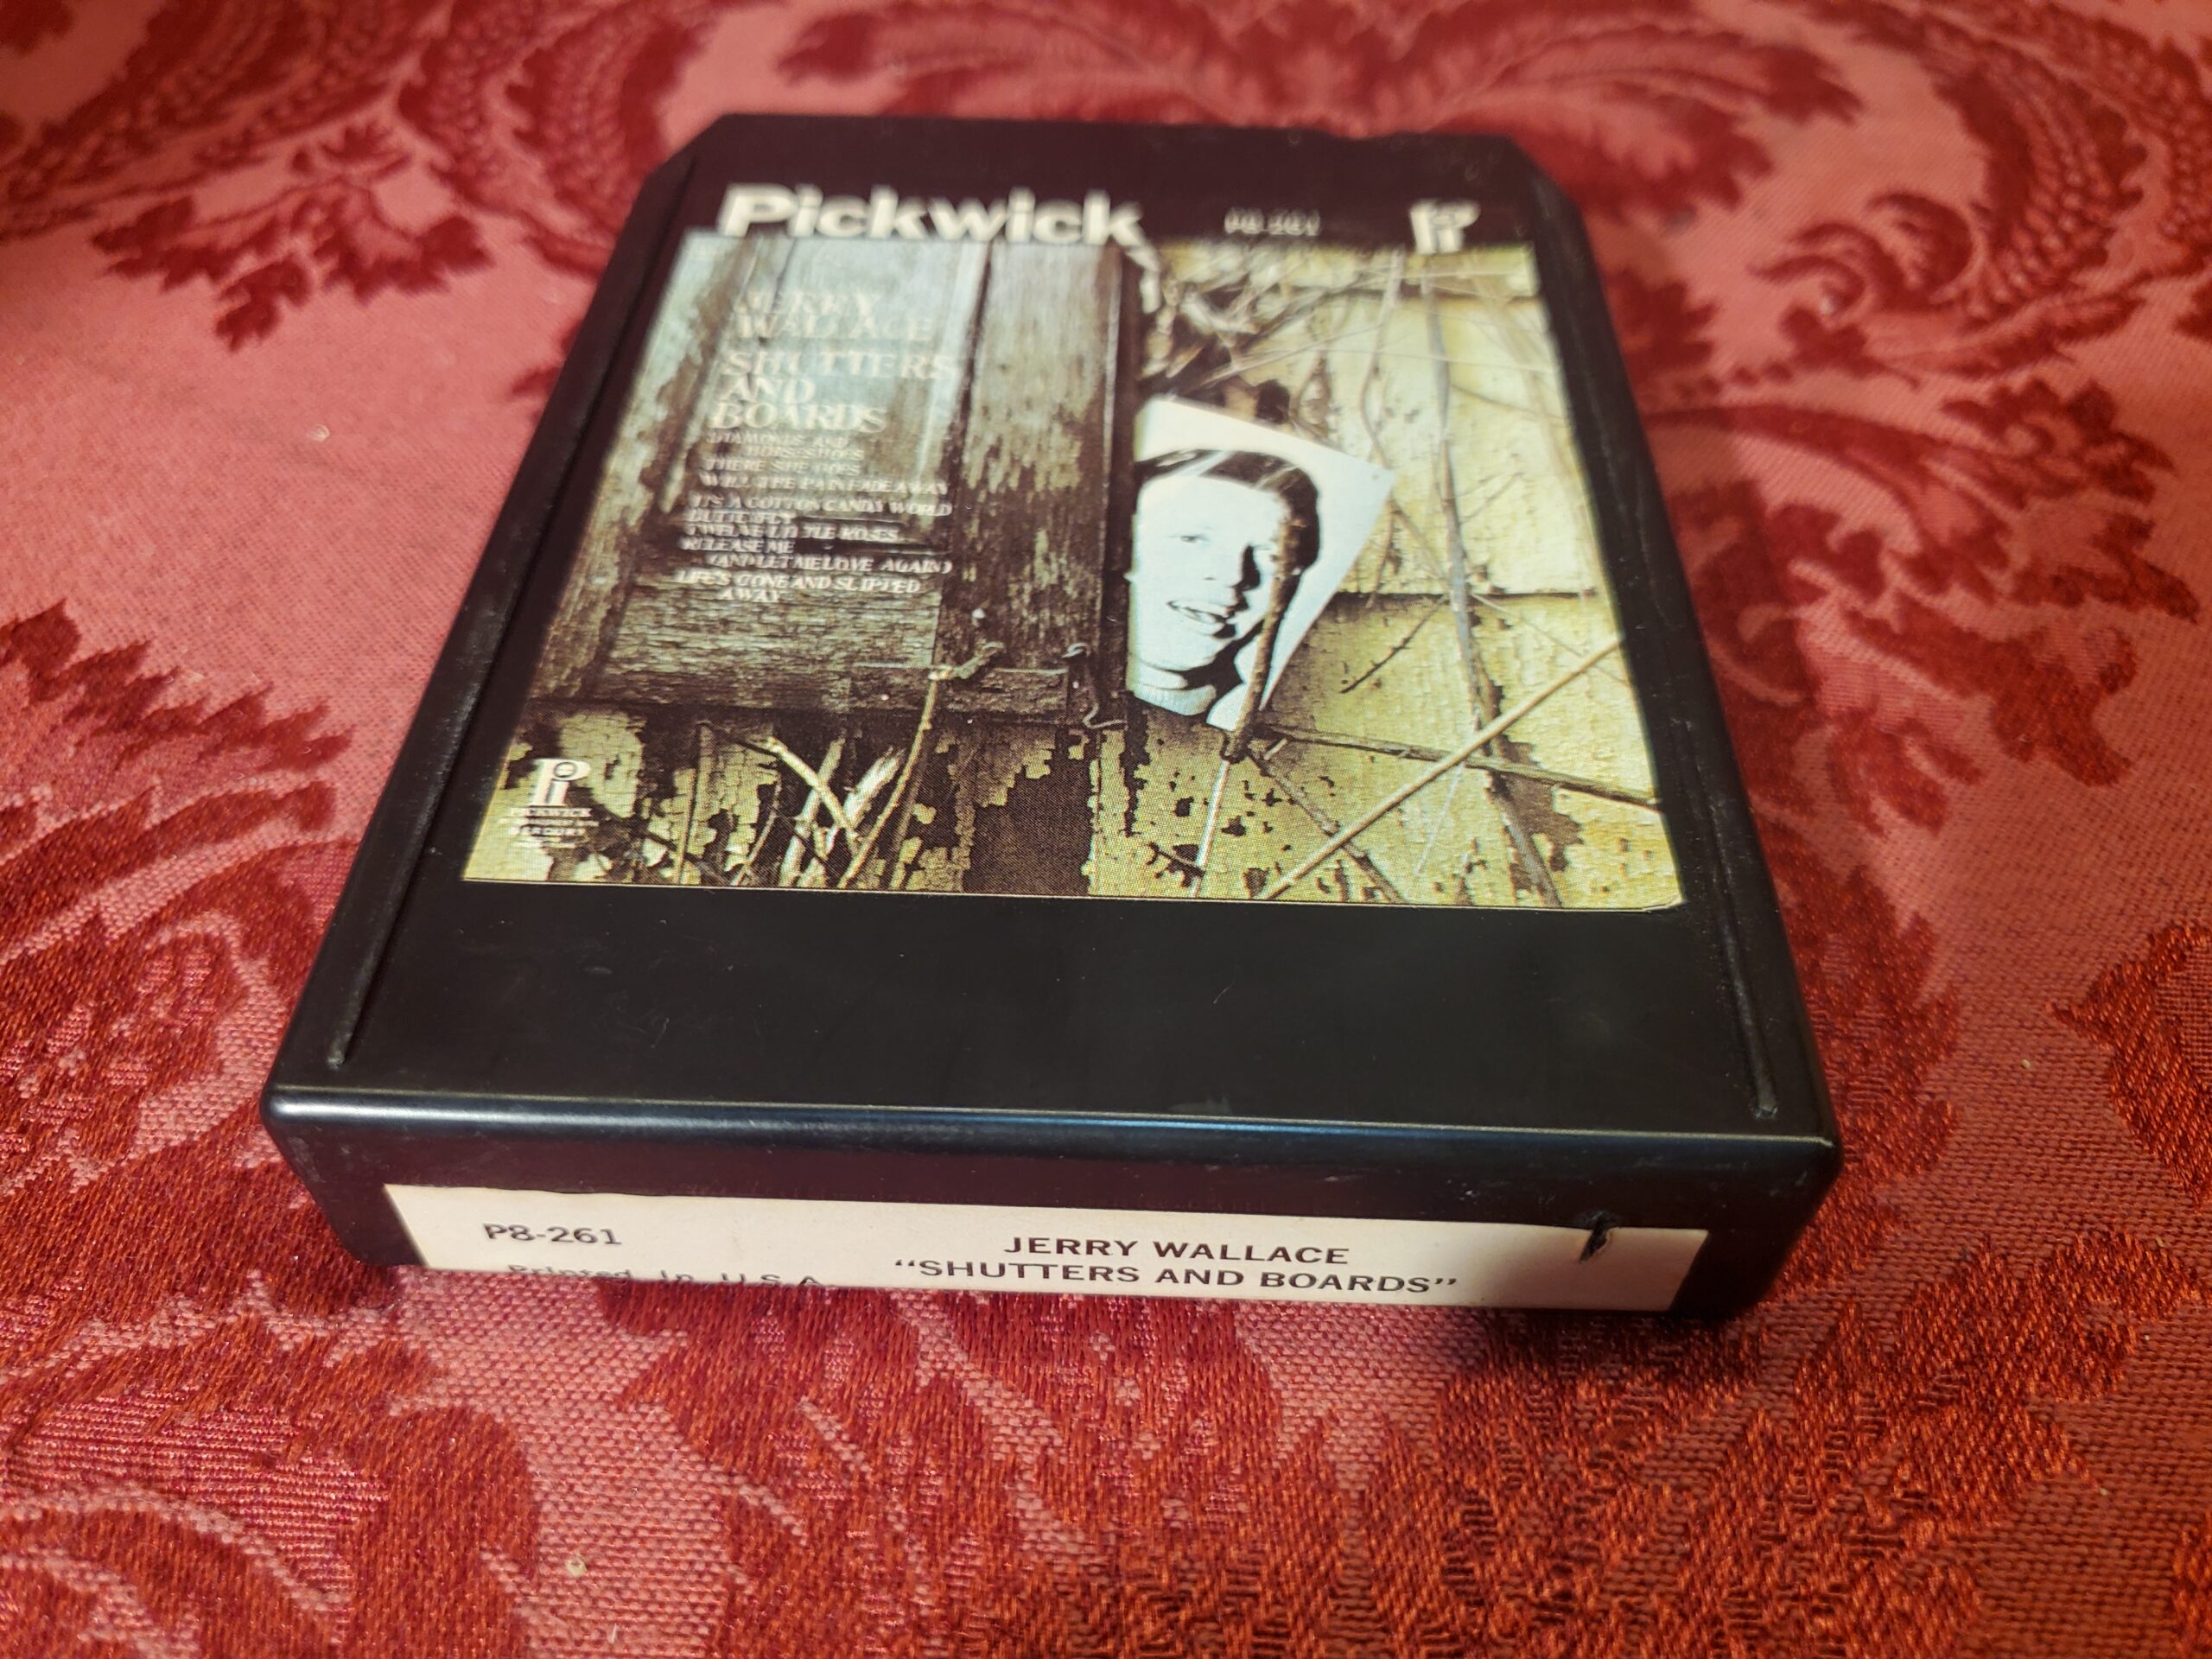 Pickwick
P8-261
JERRY
WALLACE
SHUTTERS
AND
BOARDS
DIAMONDS AND
HORSESHOES
THERE SHE GOES
WILL THE PAIN FADE AWAY
IT'S A COTTON CANDY WORLD
BUTTERFLY
TWELVE LITTLE ROSES
RELEASE ME
(AND LET ME LOVE AGAIN)
LIFE'S GONE AND SLIPPED
AWAY
PICKWICK
MERCURY
P8-261
JERRY WALLACE
Printed in U.S.A.
"SHUTTERS AND BOARDS"